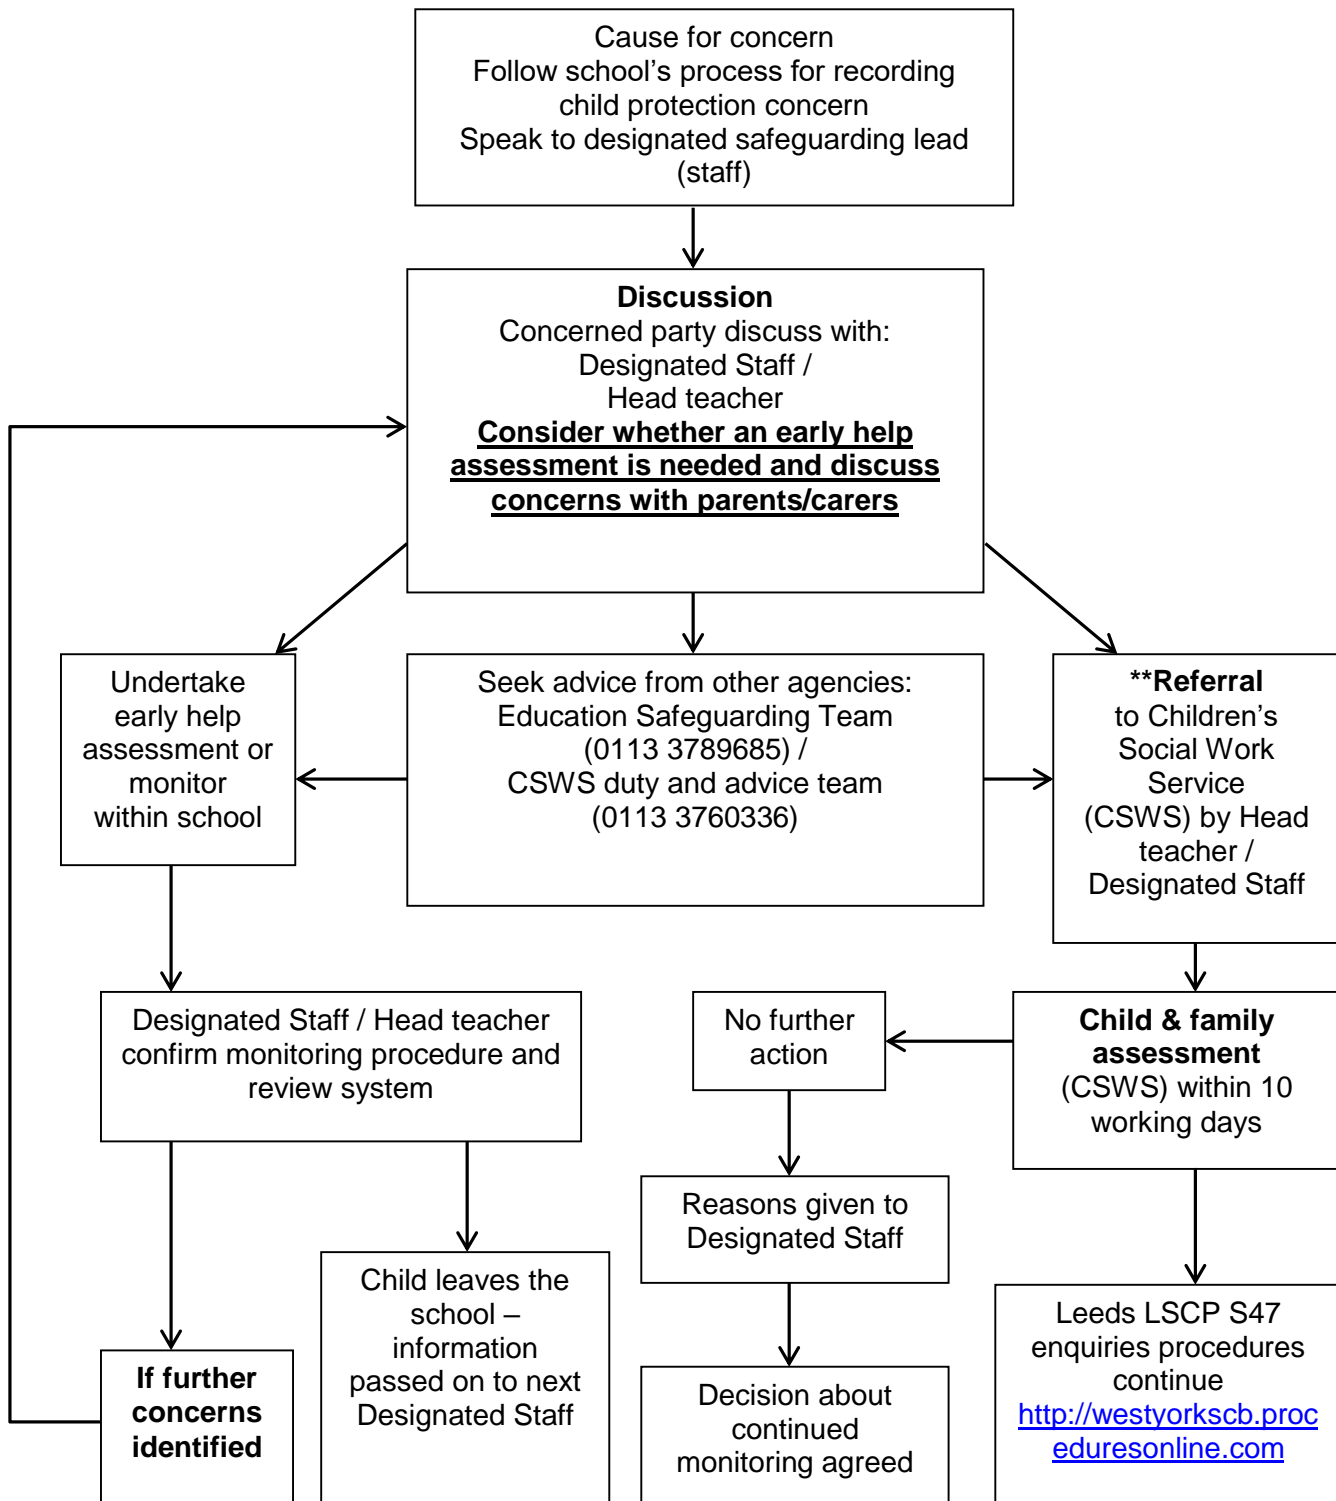 Cause for concern
Follow school's process for recording
child protection concern
Speak to designated safeguarding lead
(staff)
Discussion
Concerned party discuss with:
Designated Staff /
Head teacher
Consider whether an early help
assessment is needed and discuss
concerns with parents/carers
Undertake
early help
assessment or
monitor
within school
Seek advice from other agencies:
Education Safeguarding Team
(0113 3789685) /
CSWS duty and advice team
(0113 3760336)
**Referral
to Children's
Social Work
Service
(CSWS) by Head
teacher /
Designated Staff
Designated Staff / Head teacher
confirm monitoring procedure and
review system
No further
action
Child & family
assessment
(CSWS) within 10
working days
Reasons given to
Designated Staff
If further
concerns
identified
Child leaves the
school –
information
passed on to next
Designated Staff
Decision about
continued
monitoring agreed
Leeds LSCP S47
enquiries procedures
continue
http://westyorkscb.proc
eduresonline.com